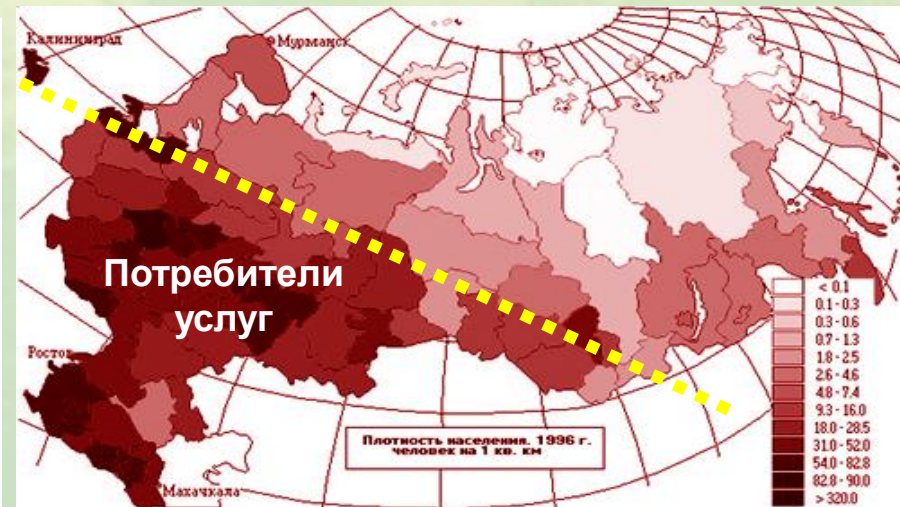 Калининград
Мурманск
Потребители
услуг
Ростов
Махачкала
Плотность населения. 1996 г.
человек на 1 кв. км
< 0.1
0.1 - 0.3
0.3 - 0.6
0.7 - 1.3
1.8 - 2.5
2.6 - 4.6
4.8 - 7.4
9.3 - 16.0
18.0 - 28.5
31.0 - 52.0
54.0 - 82.8
82.8 - 90.0
> 320.0